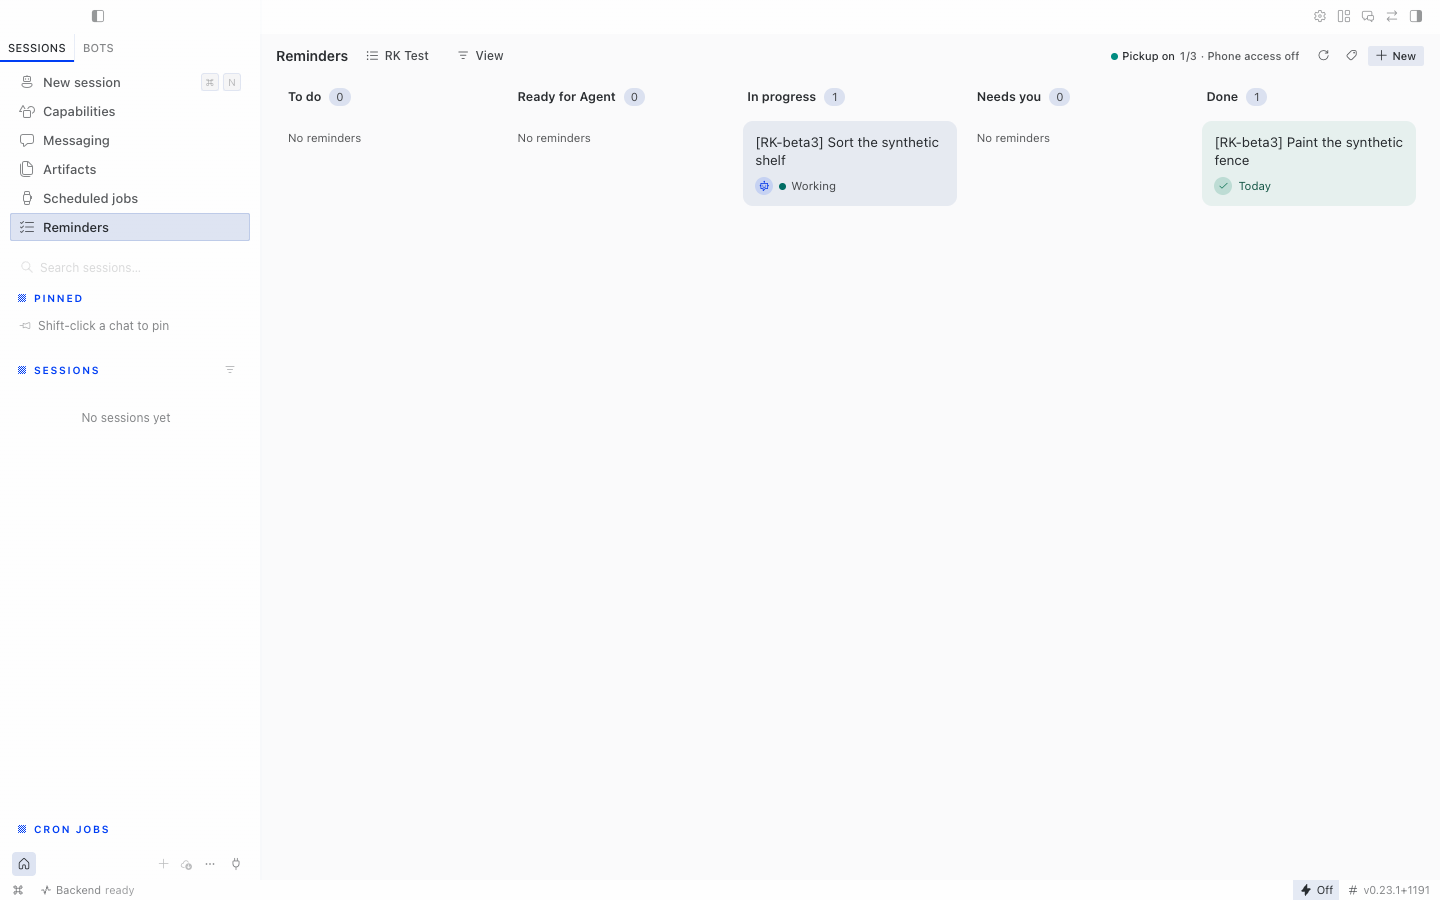 SESSIONS BOTS
New session ⌘ N
Capabilities
Messaging
Artifacts
Scheduled jobs
Reminders
Search sessions...
PINNED
Shift-click a chat to pin
SESSIONS
No sessions yet
CRON JOBS
Reminders RK Test View
Pickup on 1/3 · Phone access off
New
To do 0
No reminders
Ready for Agent 0
No reminders
In progress 1
[RK-beta3] Sort the synthetic
shelf
Working
Needs you 0
No reminders
Done 1
[RK-beta3] Paint the synthetic
fence
Today
⌘ Backend ready
Off # v0.23.1+1191